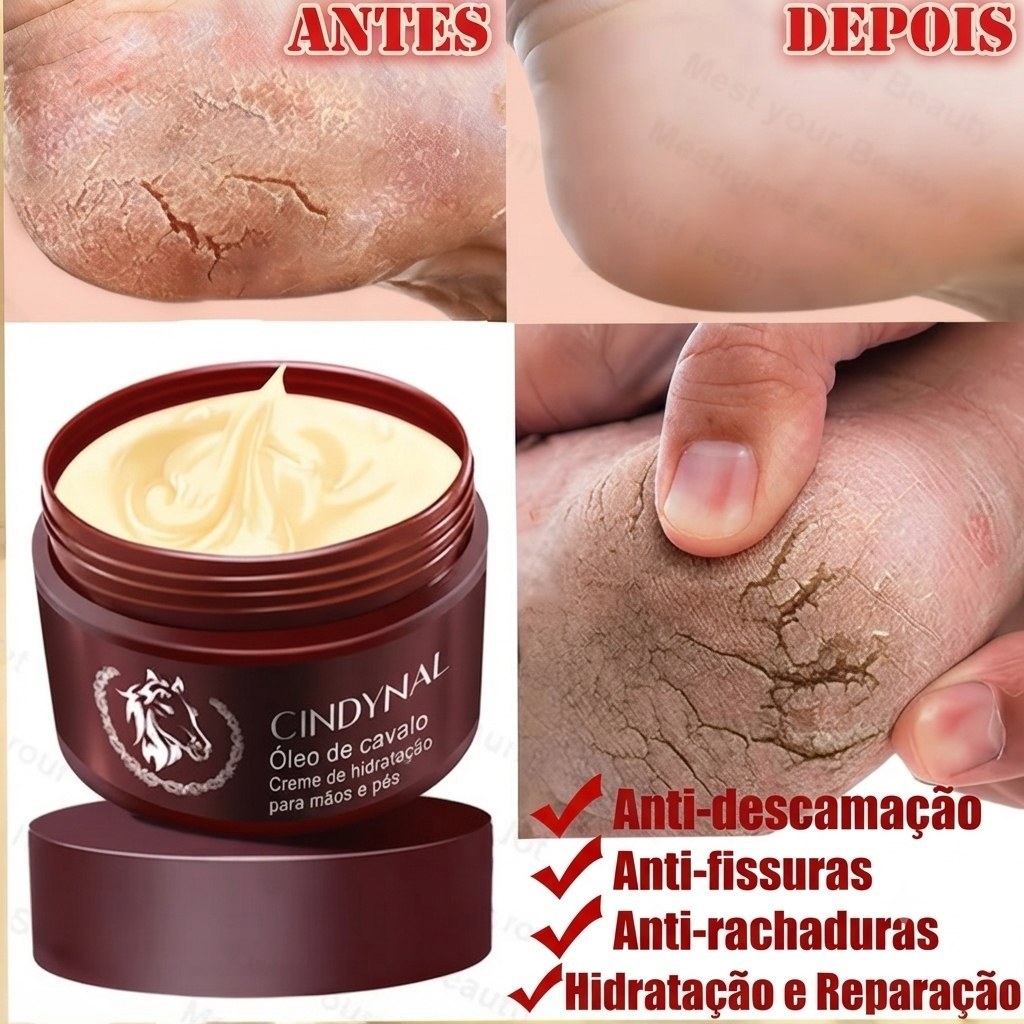 ANTES
DEPOIS
CINDYNAL
Óleo de cavalo
Creme de hidratação
para mãos e pés
Anti-descamação
Anti-fissuras
Anti-rachaduras
Hidratação e Reparação